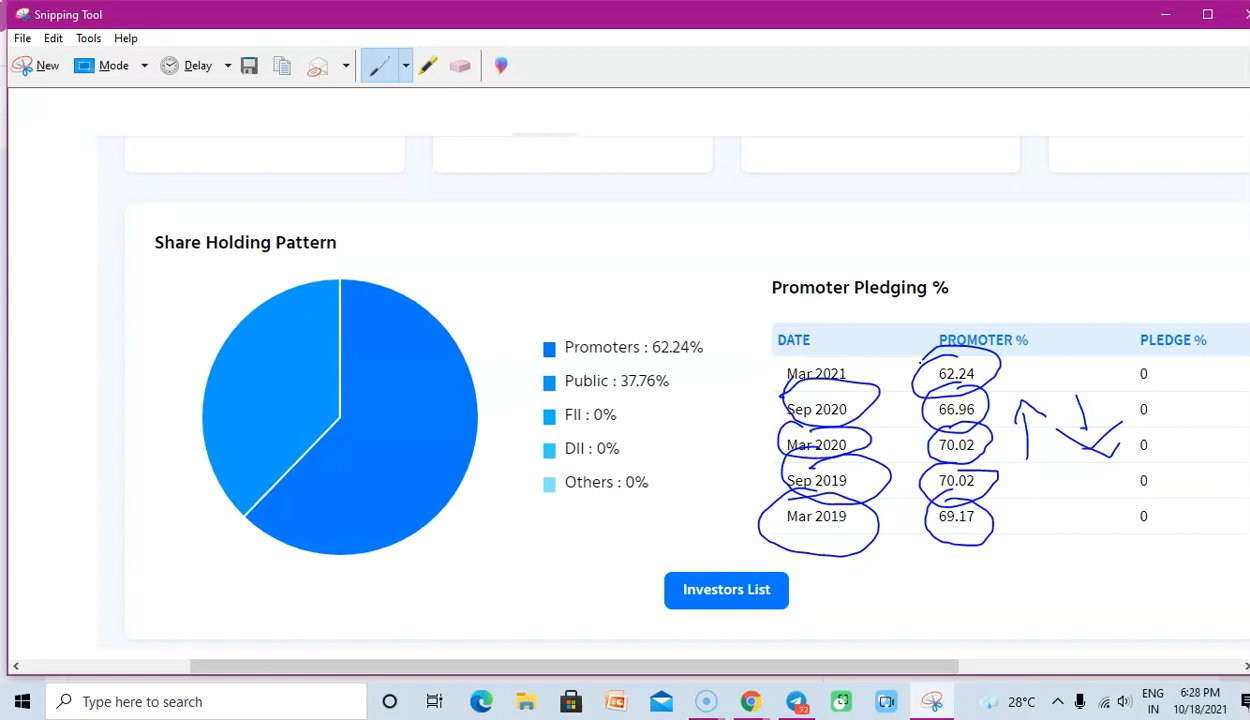 Snipping Tool
File Edit Tools Help
New Mode Delay
Share Holding Pattern
Promoters : 62.24%
Public : 37.76%
FII : 0%
DII : 0%
Others : 0%
Promoter Pledging %
DATE PROMOTER % PLEDGE %
Mar 2021 62.24 0
Sep 2020 66.96 0
Mar 2020 70.02 0
Sep 2019 70.02 0
Mar 2019 69.17 0
Investors List
Type here to search
72
28°C
ENG
IN
6:28 PM
10/18/2021